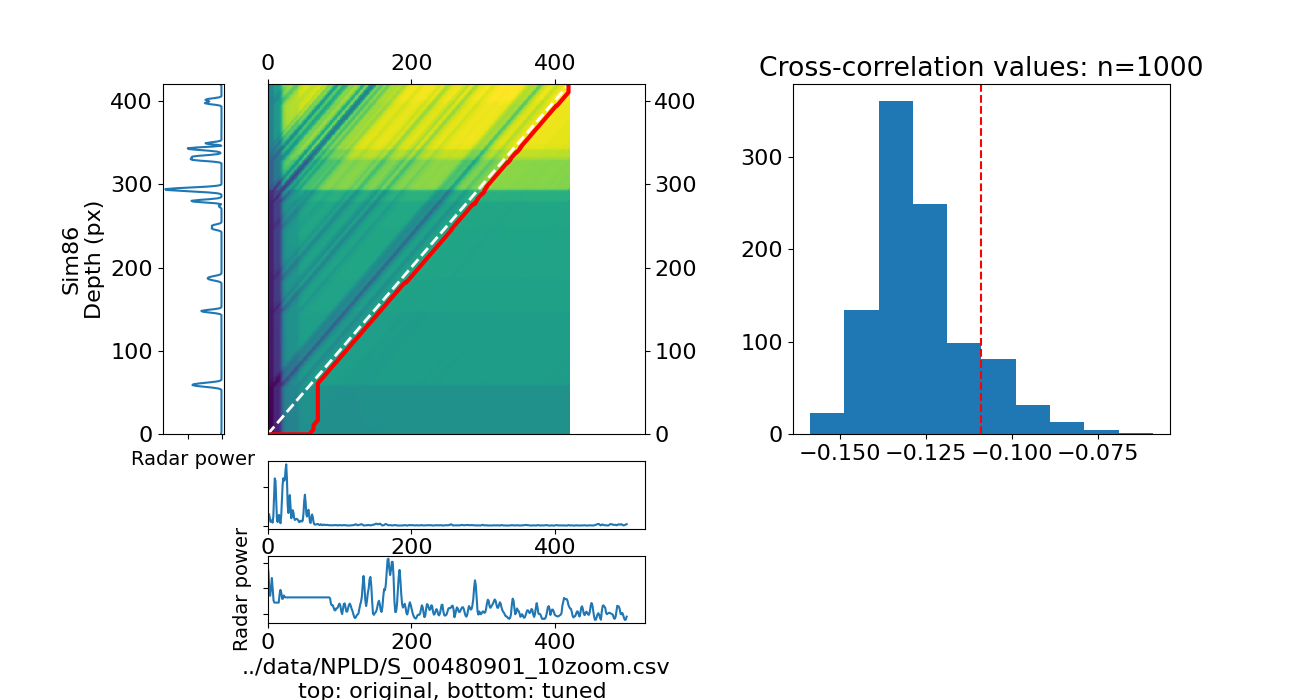 0 200 400
Cross-correlation values: n=1000
400
300
200
100
0
Sim86
Depth (px)
400
300
200
100
0
300
200
100
0
−0.150 −0.125 −0.100 −0.075
Radar power
0 200 400
Radar power
0 200 400
../data/NPLD/S_00480901_10zoom.csv
top: original, bottom: tuned